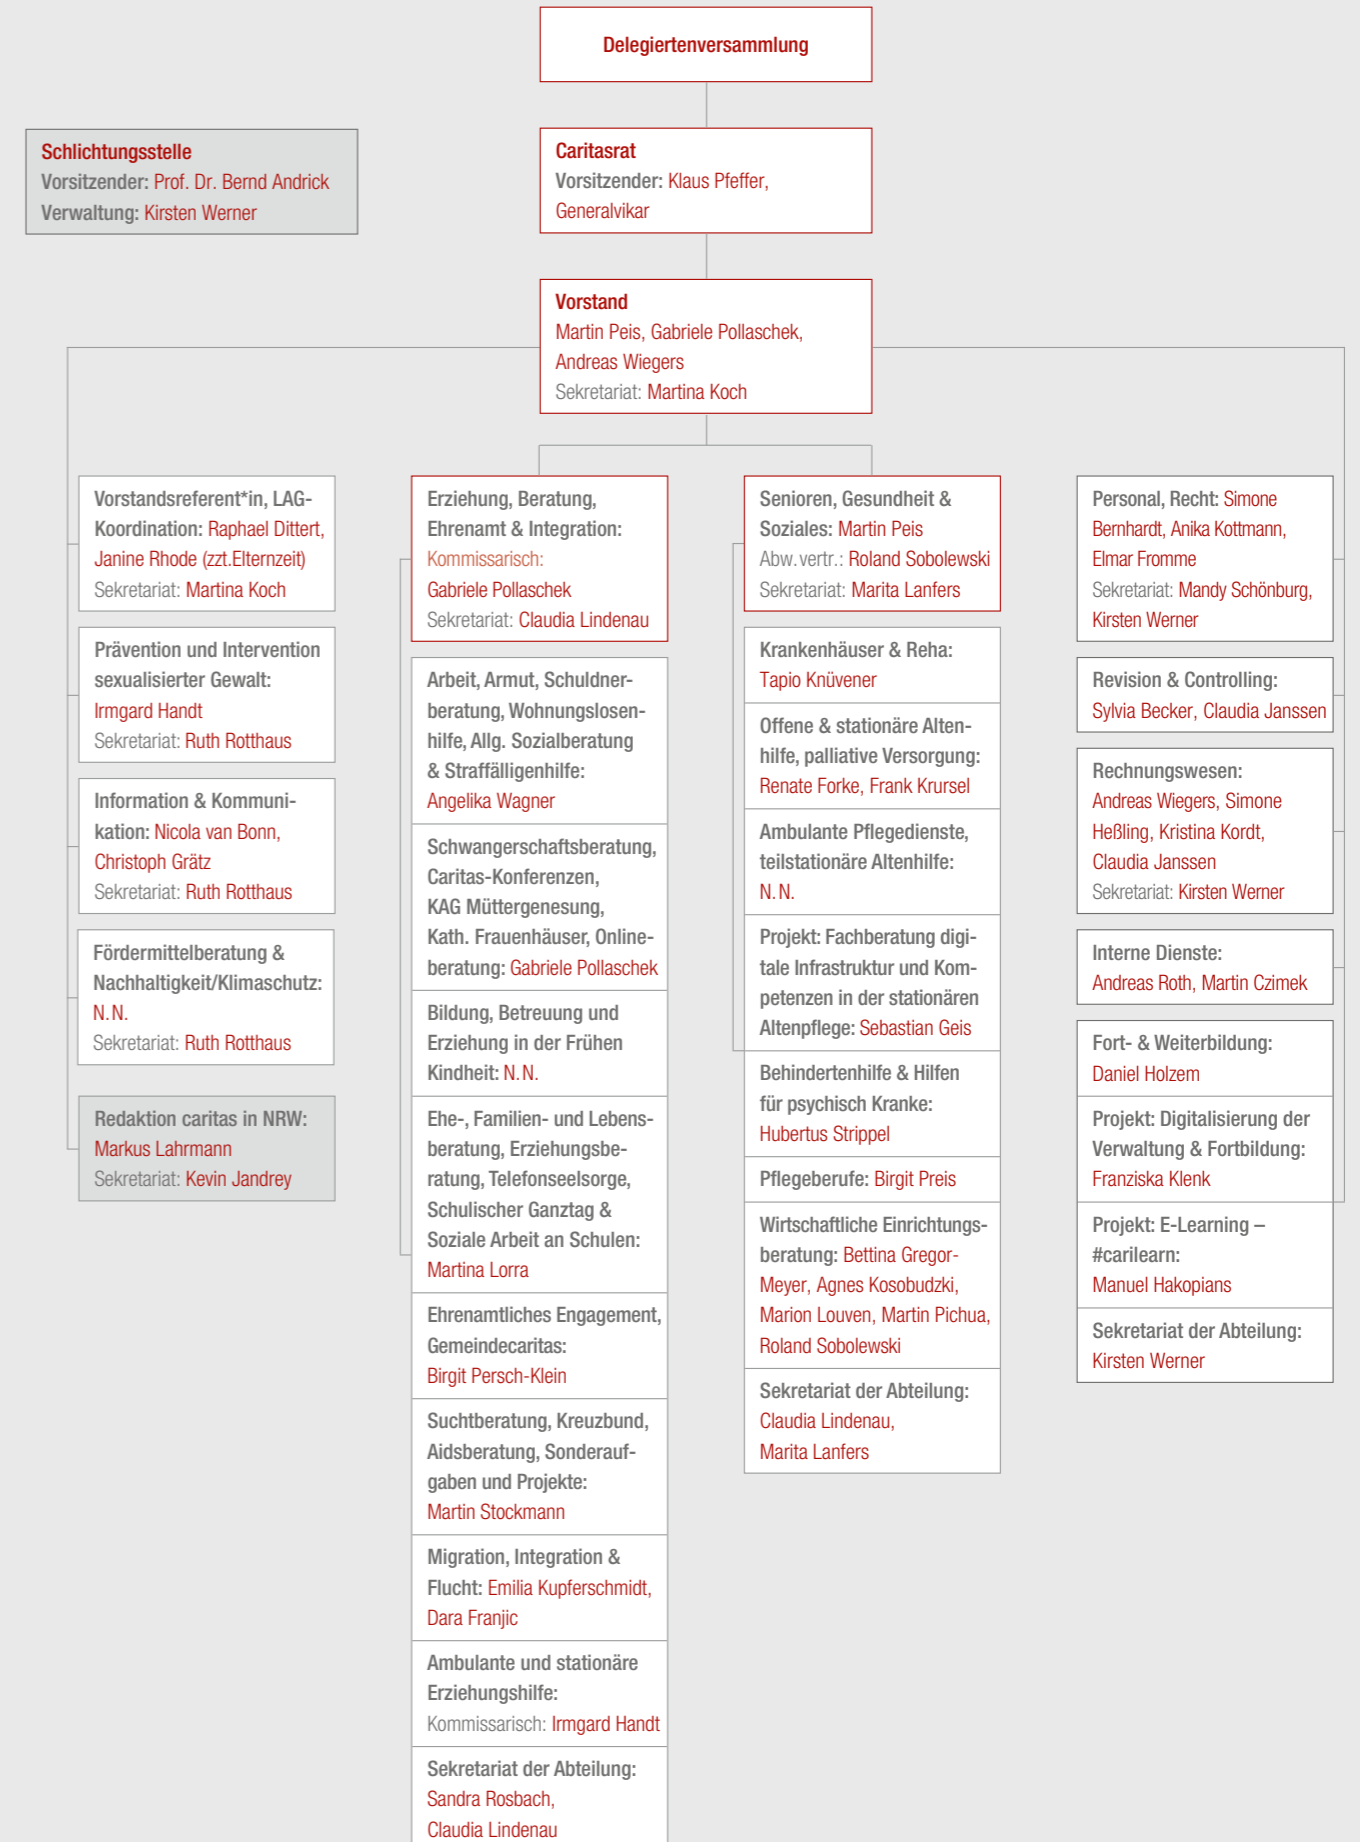 Delegiertenversammlung
Schlichtungsstelle
Vorsitzender: Prof. Dr. Bernd Andrick
Verwaltung: Kirsten Werner
Caritasrat
Vorsitzender: Klaus Pfeffer,
Generalvikar
Vorstand
Martin Peis, Gabriele Pollaschek,
Andreas Wiegers
Sekretariat: Martina Koch
Vorstandsreferent*in, LAG-
Koordination: Raphael Dittert,
Janine Rhode (zzt.Elternzeit)
Sekretariat: Martina Koch
Prävention und Intervention
sexualisierter Gewalt:
Irmgard Handt
Sekretariat: Ruth Rotthaus
Information & Kommuni-
kation: Nicola van Bonn,
Christoph Grätz
Sekretariat: Ruth Rotthaus
Fördermittelberatung &
Nachhaltigkeit/Klimaschutz:
N.N.
Sekretariat: Ruth Rotthaus
Redaktion caritas in NRW:
Markus Lahrmann
Sekretariat: Kevin Jandrey
Erziehung, Beratung,
Ehrenamt & Integration:
Kommissarisch:
Gabriele Pollaschek
Sekretariat: Claudia Lindenau
Arbeit, Armut, Schuldner-
beratung, Wohnungslosen-
hilfe, Allg. Sozialberatung
& Straffälligenhilfe:
Angelika Wagner
Schwangerschaftsberatung,
Caritas-Konferenzen,
KAG Müttergenesung,
Kath. Frauenhäuser, Online-
beratung: Gabriele Pollaschek
Bildung, Betreuung und
Erziehung in der Frühen
Kindheit: N.N.
Ehe-, Familien- und Lebens-
beratung, Erziehungsbe-
ratung, Telefonseelsorge,
Schulischer Ganztag &
Soziale Arbeit an Schulen:
Martina Lorra
Ehrenamtliches Engagement,
Gemeindecaritas:
Birgit Persch-Klein
Suchtberatung, Kreuzbund,
Aidsberatung, Sonderauf-
gaben und Projekte:
Martin Stockmann
Migration, Integration &
Flucht: Emilia Kupferschmidt,
Dara Franjic
Ambulante und stationäre
Erziehungshilfe:
Kommissarisch: Irmgard Handt
Sekretariat der Abteilung:
Sandra Rosbach,
Claudia Lindenau
Senioren, Gesundheit &
Soziales: Martin Peis
Abw.vertr.: Roland Sobolewski
Sekretariat: Marita Lanfers
Krankenhäuser & Reha:
Tapio Knüvener
Offene & stationäre Alten-
hilfe, palliative Versorgung:
Renate Forke, Frank Krursel
Ambulante Pflegedienste,
teilstationäre Altenhilfe:
N.N.
Projekt: Fachberatung digi-
tale Infrastruktur und Kom-
petenzen in der stationären
Altenpflege: Sebastian Geis
Behindertenhilfe & Hilfen
für psychisch Kranke:
Hubertus Strippel
Pflegeberufe: Birgit Preis
Wirtschaftliche Einrichtungs-
beratung: Bettina Gregor-
Meyer, Agnes Kosobudzki,
Marion Louven, Martin Pichua,
Roland Sobolewski
Sekretariat der Abteilung:
Claudia Lindenau,
Marita Lanfers
Personal, Recht: Simone
Bernhardt, Anika Kottmann,
Elmar Fromme
Sekretariat: Mandy Schönburg,
Kirsten Werner
Revision & Controlling:
Sylvia Becker, Claudia Janssen
Rechnungswesen:
Andreas Wiegers, Simone
Heßling, Kristina Kordt,
Claudia Janssen
Sekretariat: Kirsten Werner
Interne Dienste:
Andreas Roth, Martin Czimek
Fort- & Weiterbildung:
Daniel Holzem
Projekt: Digitalisierung der
Verwaltung & Fortbildung:
Franziska Klenk
Projekt: E-Learning –
#carilearn:
Manuel Hakopians
Sekretariat der Abteilung:
Kirsten Werner